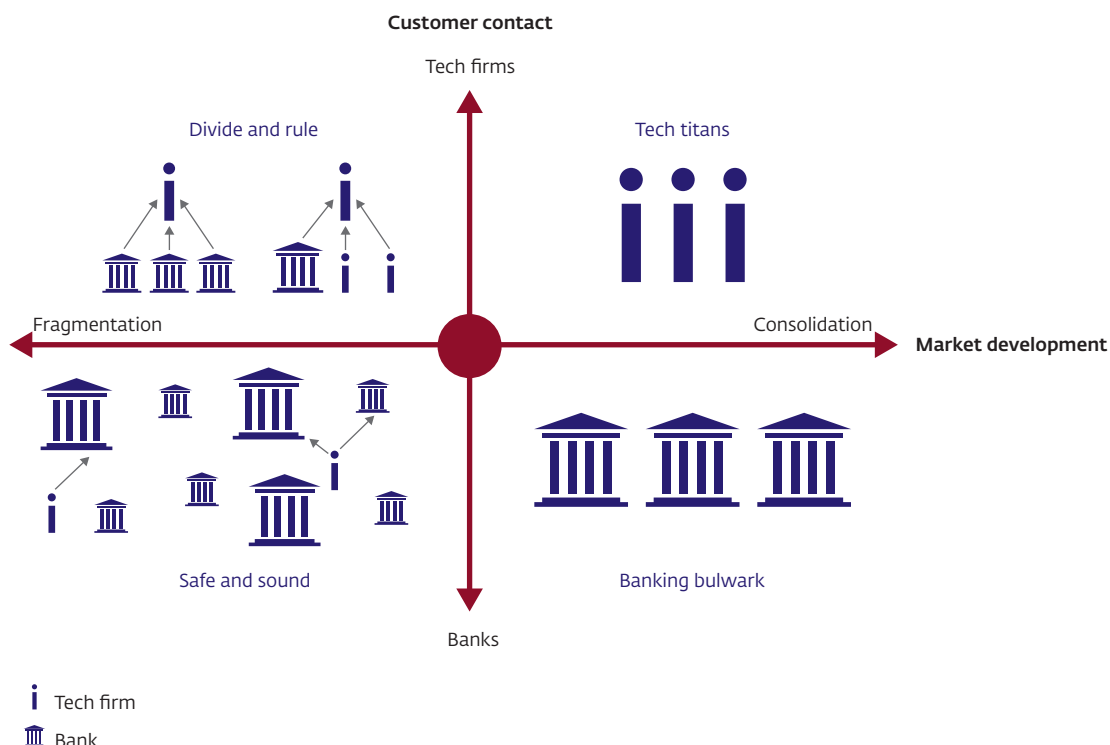 Customer contact
Tech firms
Divide and rule
Tech titans
Fragmentation
Consolidation
Market development
Safe and sound
Banking bulwark
Banks
Tech firm
Bank